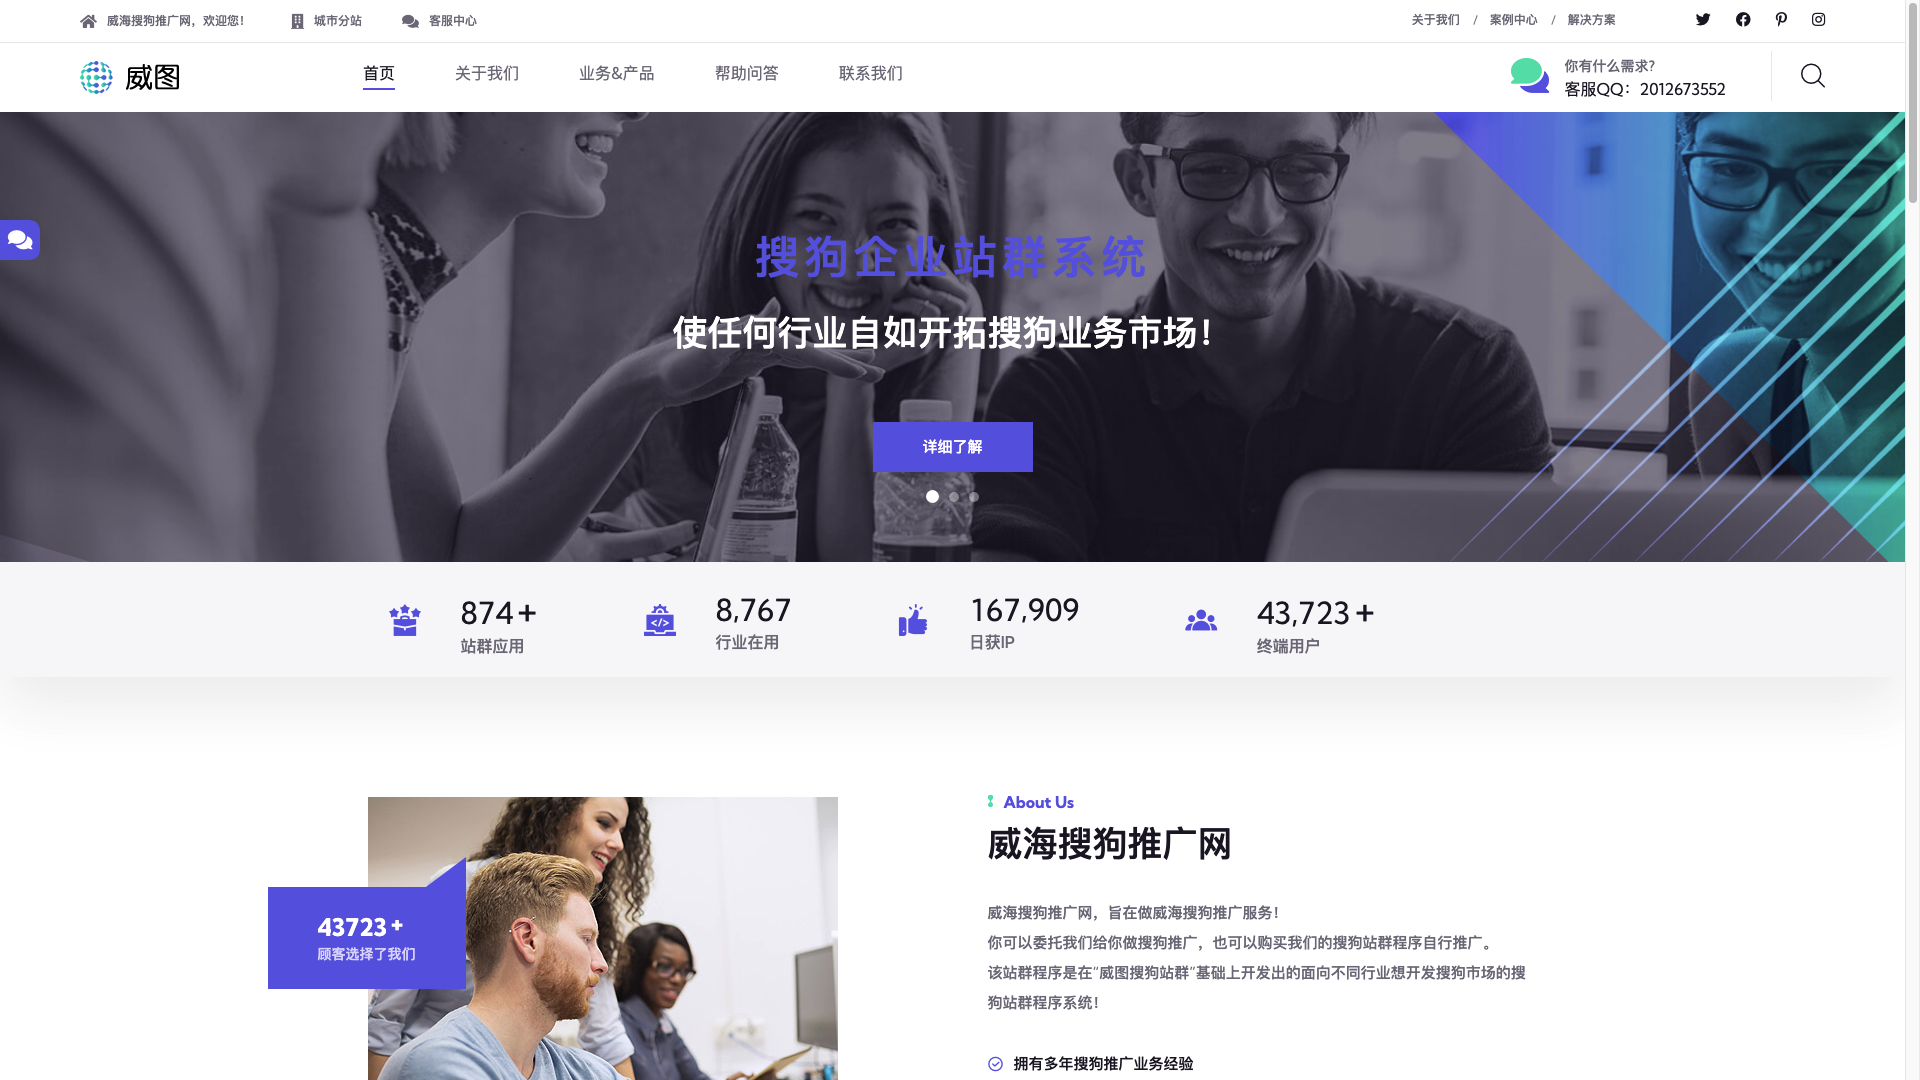 威海搜狗推广网，欢迎您！
城市分站
客服中心
关于我们 / 案例中心 / 解决方案
威图
首页
关于我们
业务&产品
帮助问答
联系我们
你有什么需求?
客服QQ：2012673552
搜狗企业站群系统
使任何行业自如开拓搜狗业务市场！
详细了解
874+
站群应用
8,767
行业在用
167,909
日获IP
43,723+
终端用户
43723+
顾客选择了我们
About Us
威海搜狗推广网
威海搜狗推广网，旨在做威海搜狗推广服务！
你可以委托我们给你做搜狗推广，也可以购买我们的搜狗站群程序自行推广。
该站群程序是在“威图搜狗站群”基础上开发出的面向不同行业想开发搜狗市场的搜
狗站群程序系统！
拥有多年搜狗推广业务经验